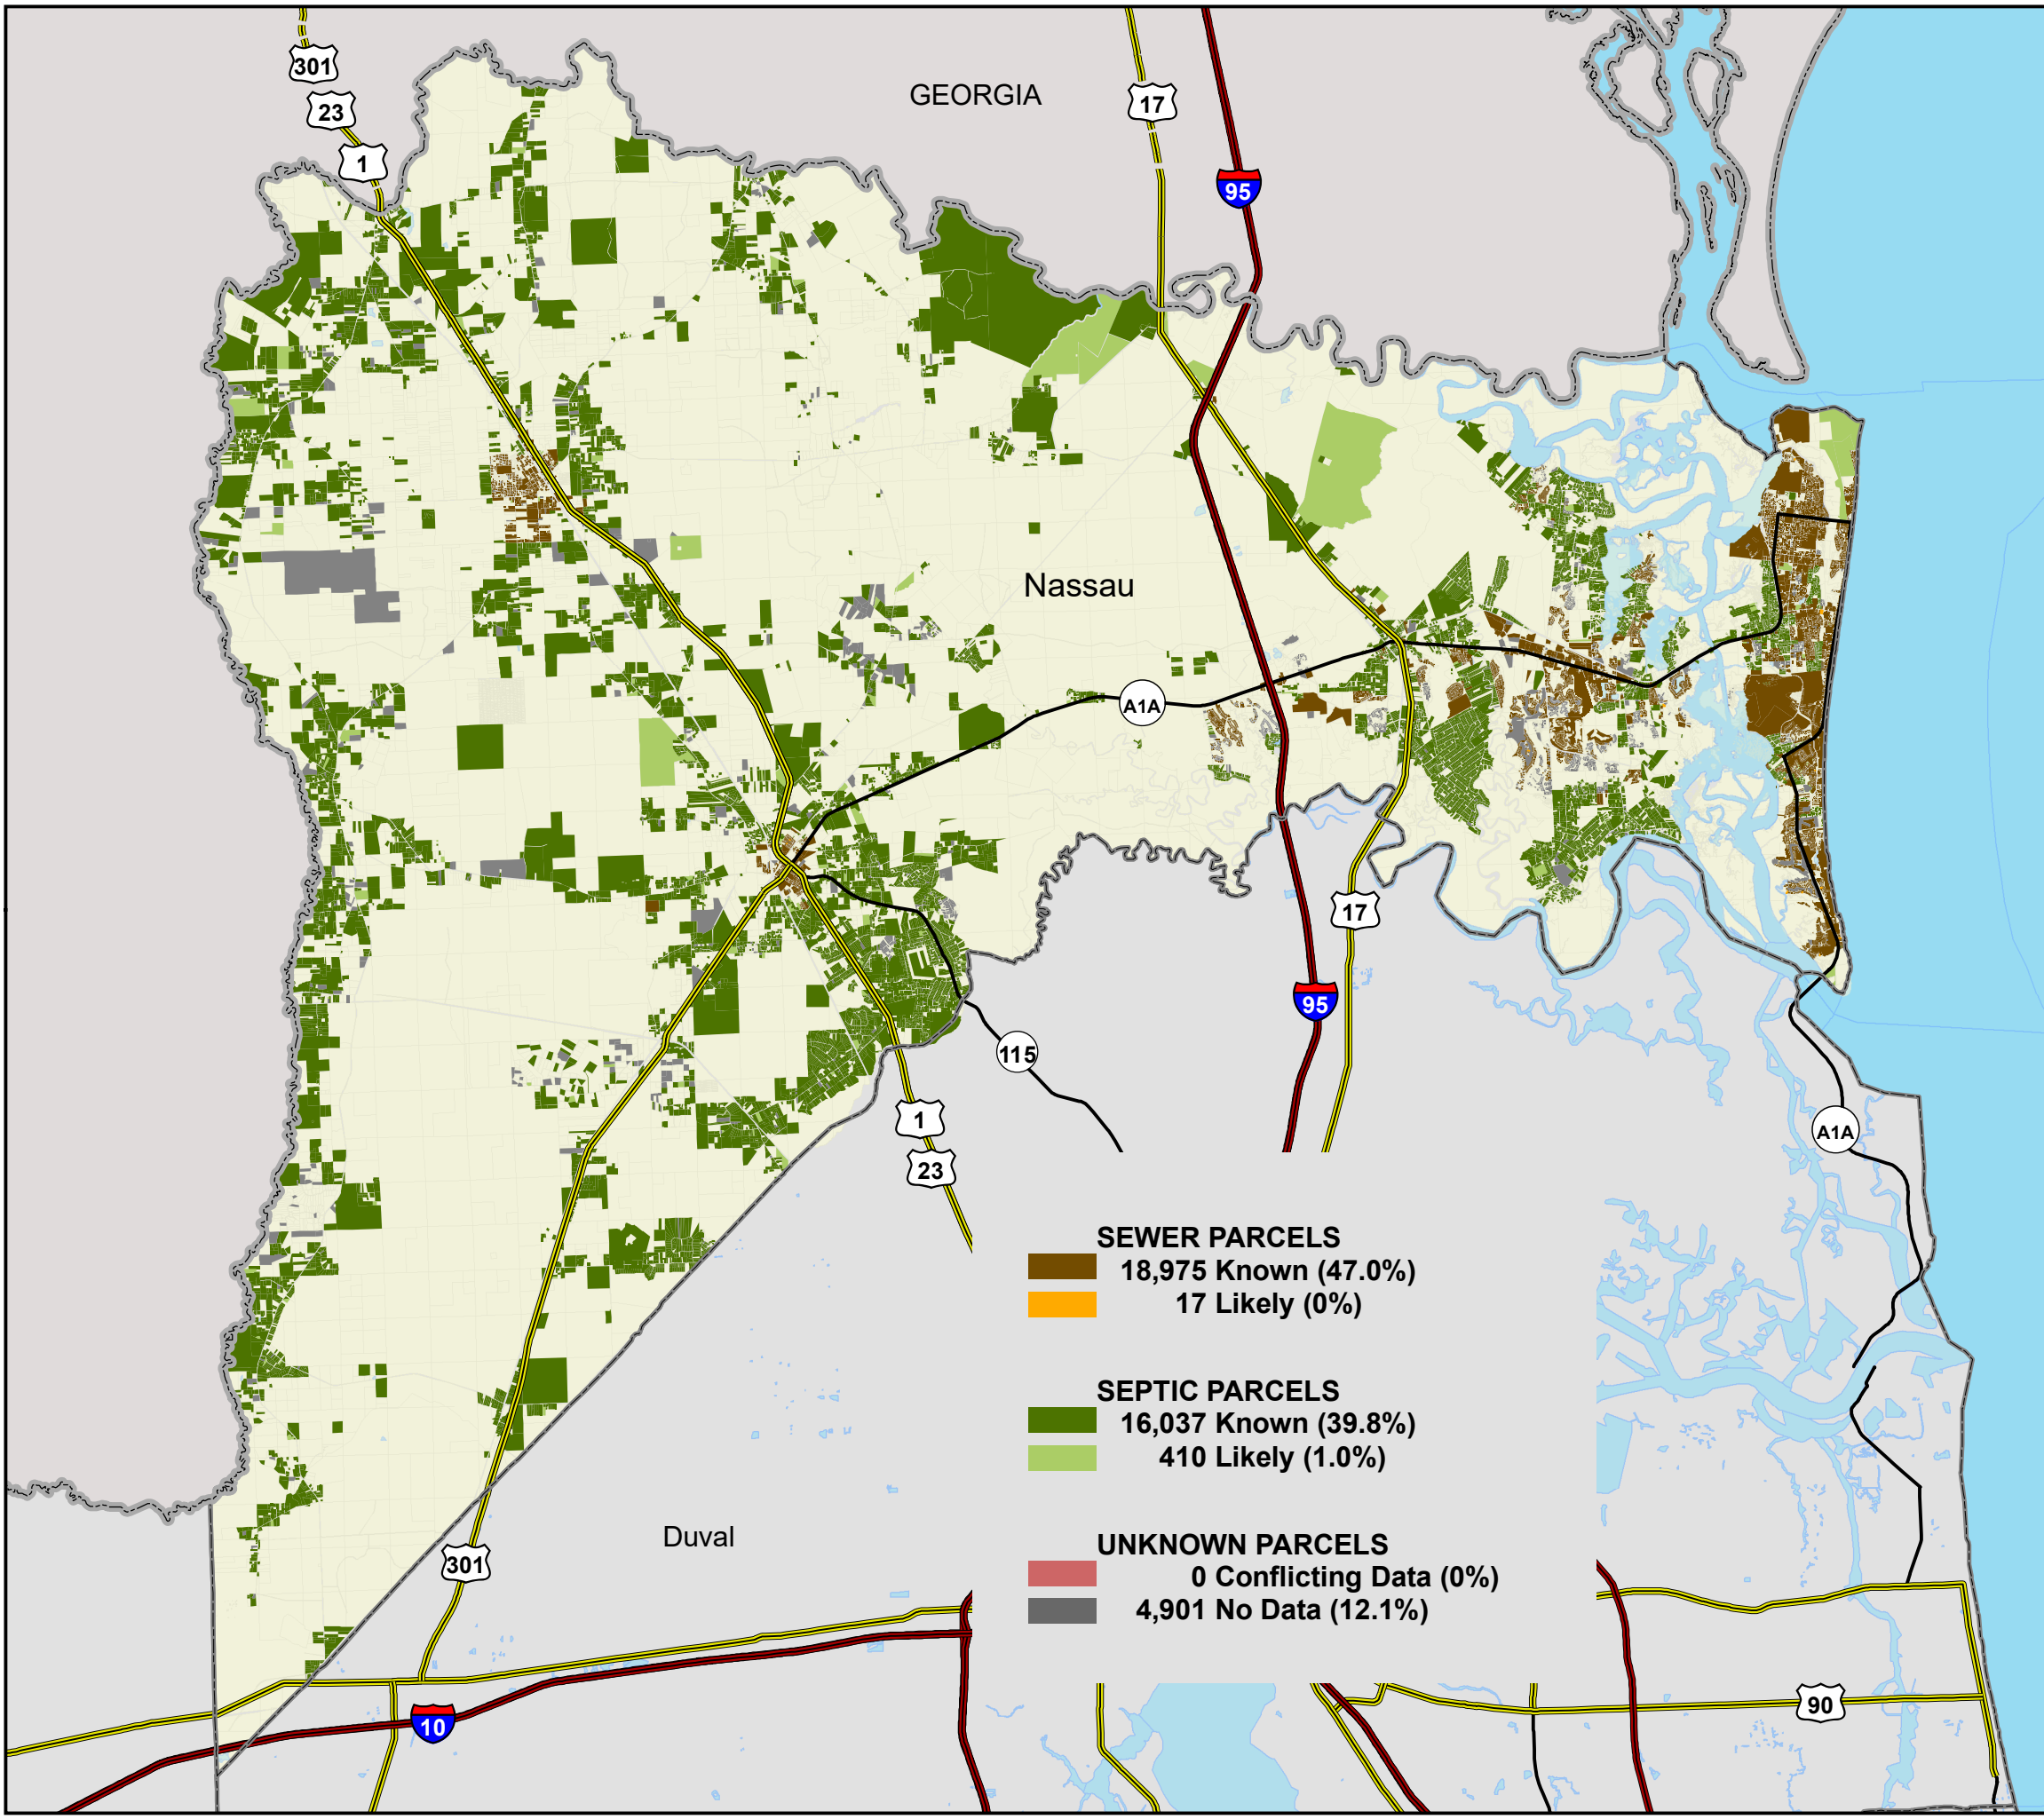 301
23
1
GEORGIA
17
95
Nassau
A1A
17
95
115
1
23
A1A
SEWER PARCELS
18,975 Known (47.0%)
17 Likely (0%)
SEPTIC PARCELS
16,037 Known (39.8%)
410 Likely (1.0%)
UNKNOWN PARCELS
0 Conflicting Data (0%)
4,901 No Data (12.1%)
Duval
301
10
90